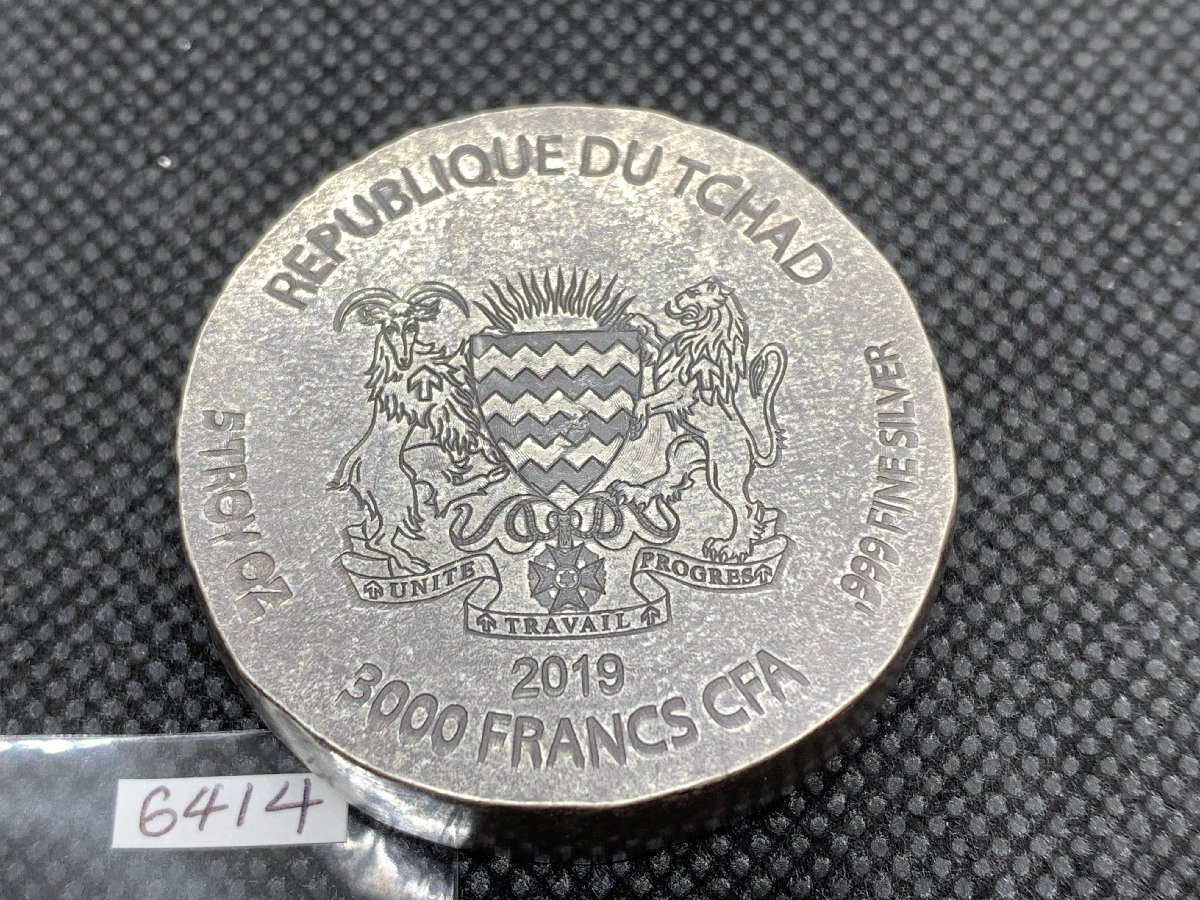 REPUBLIQUE DU TCHAD
5 TROY OZ
.999 FINE SILVER
UNITE
TRAVAIL
PROGRES
2019
3000 FRANCS CFA
6414